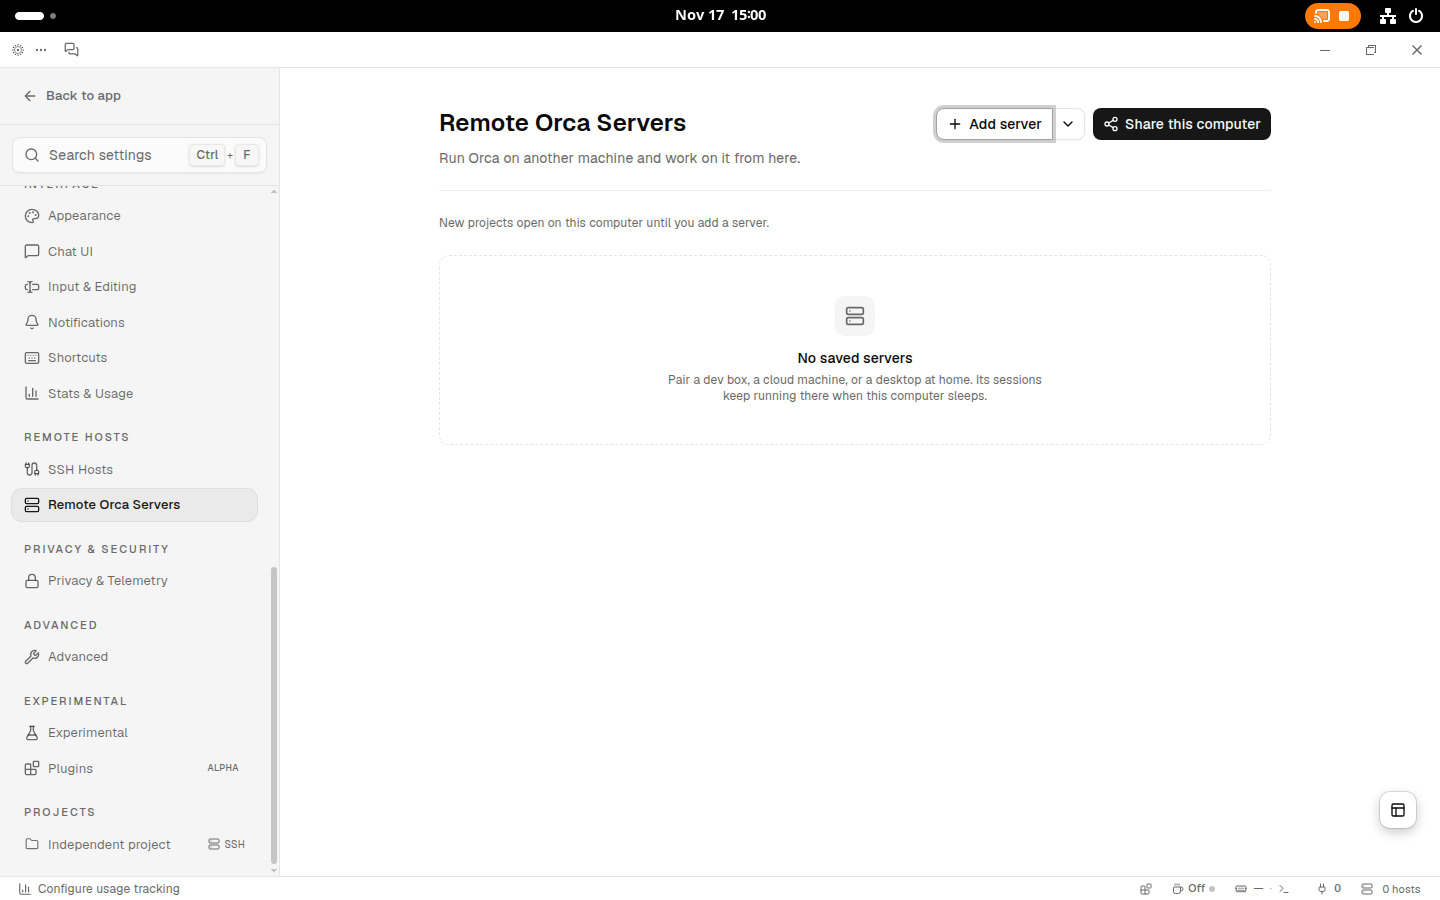 Nov 17 15:00
Back to app
Search settings Ctrl + F
INTERFACE
Appearance
Chat UI
Input & Editing
Notifications
Shortcuts
Stats & Usage
REMOTE HOSTS
SSH Hosts
Remote Orca Servers
PRIVACY & SECURITY
Privacy & Telemetry
ADVANCED
Advanced
EXPERIMENTAL
Experimental
Plugins ALPHA
PROJECTS
Independent project SSH
Remote Orca Servers
Add server
Share this computer
Run Orca on another machine and work on it from here.
New projects open on this computer until you add a server.
No saved servers
Pair a dev box, a cloud machine, or a desktop at home. Its sessions
keep running there when this computer sleeps.
Configure usage tracking
Off — · 0 0 hosts